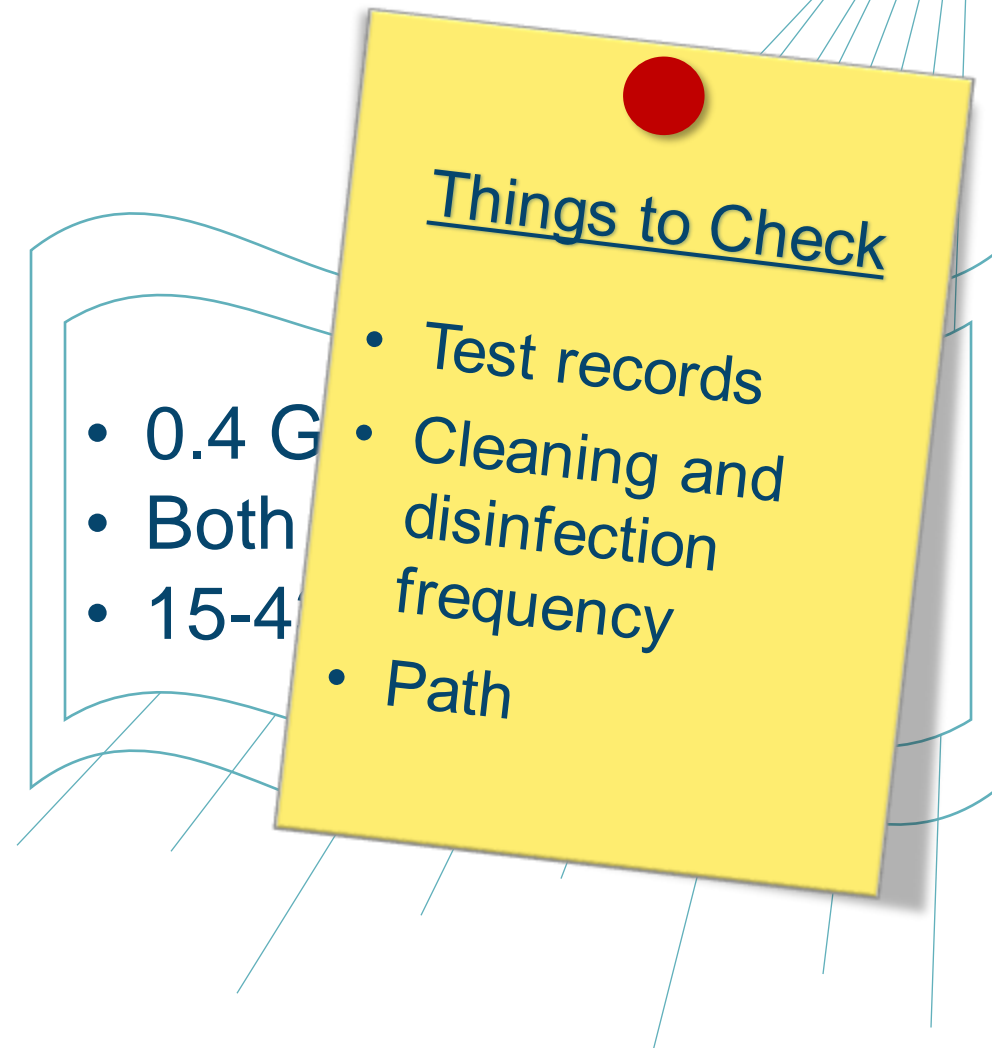 Things to Check
• Test records
• Cleaning and
disinfection
frequency
• Path
• 0.4 G
• Both
• 15-4